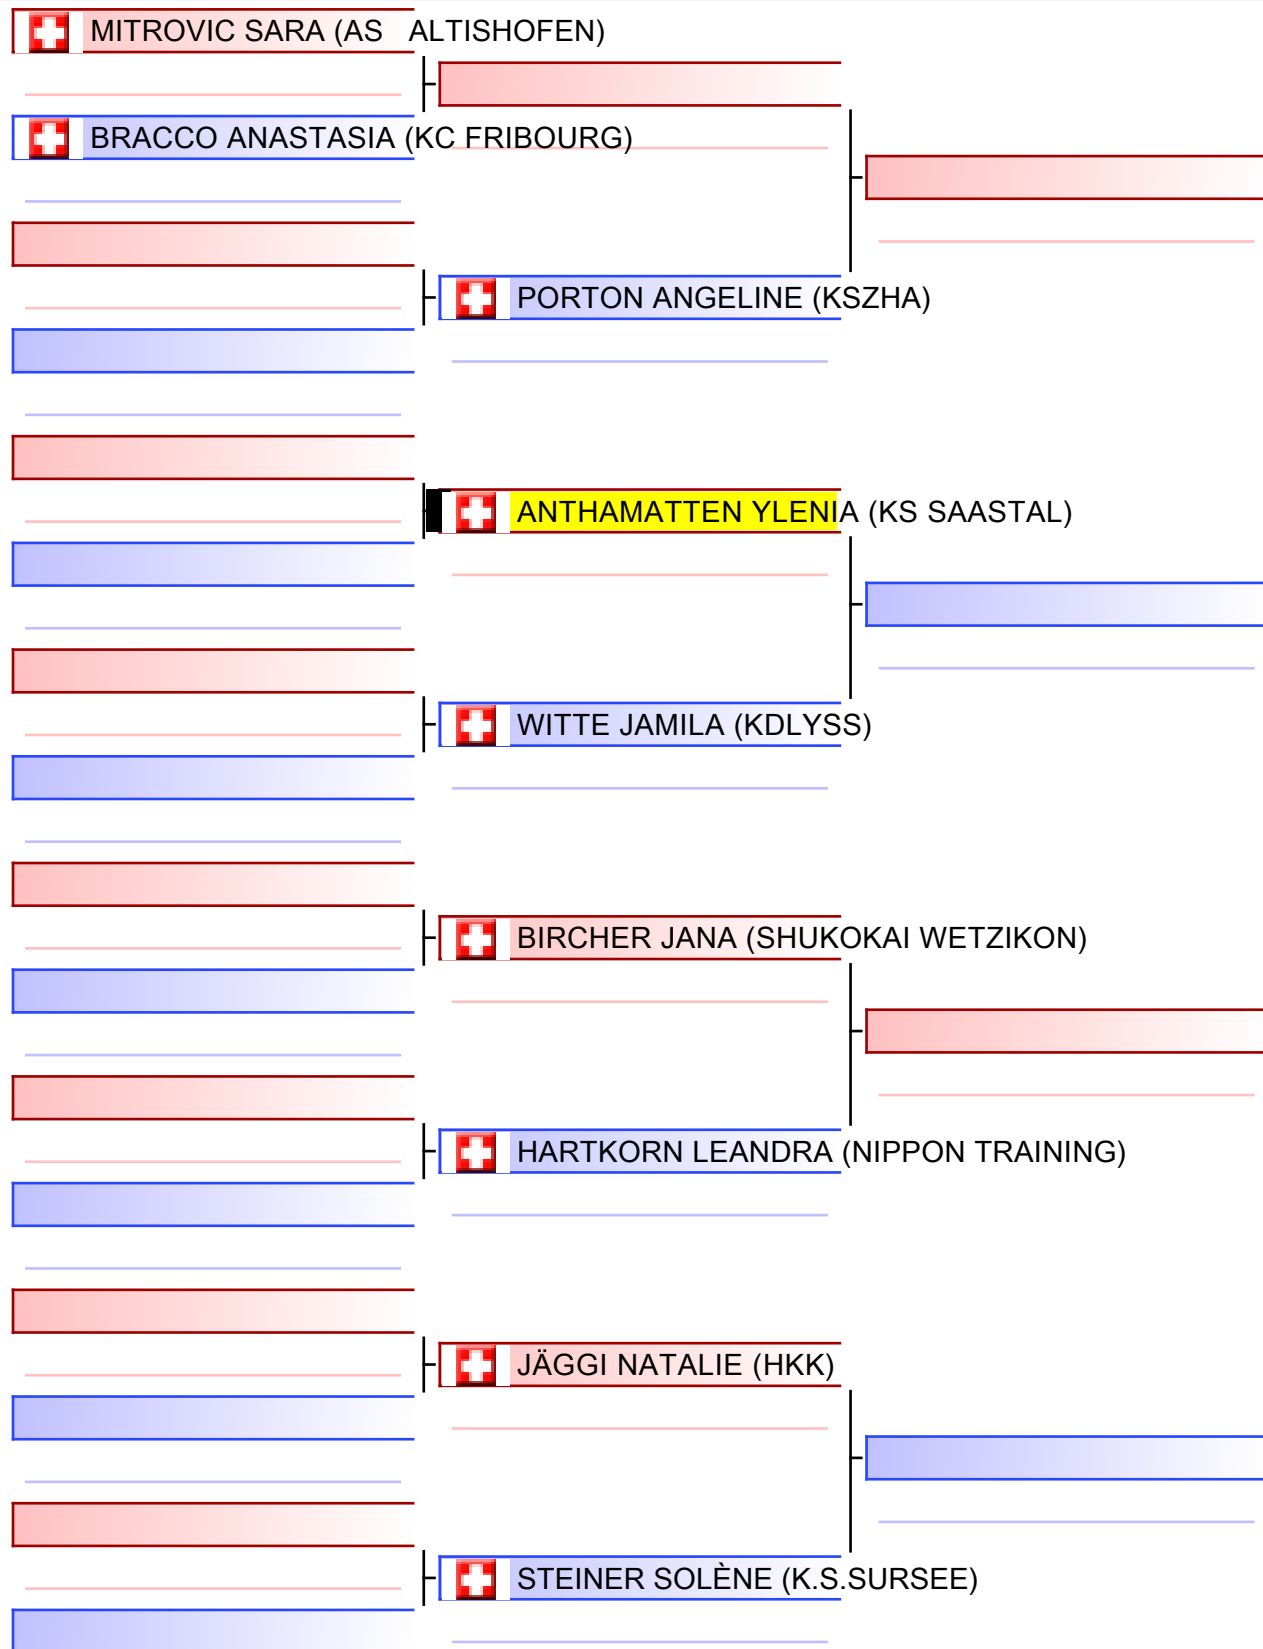 MITROVIC SARA (AS ALTISHOFEN)
BRACCO ANASTASIA (KC FRIBOURG)
PORTON ANGELINE (KSZHA)
ANTHAMATTEN YLENIA (KS SAASTAL)
WITTE JAMILA (KDLYSS)
BIRCHER JANA (SHUKOKAI WETZIKON)
HARTKORN LEANDRA (NIPPON TRAINING)
JÄGGI NATALIE (HKK)
STEINER SOLÈNE (K.S.SURSEE)